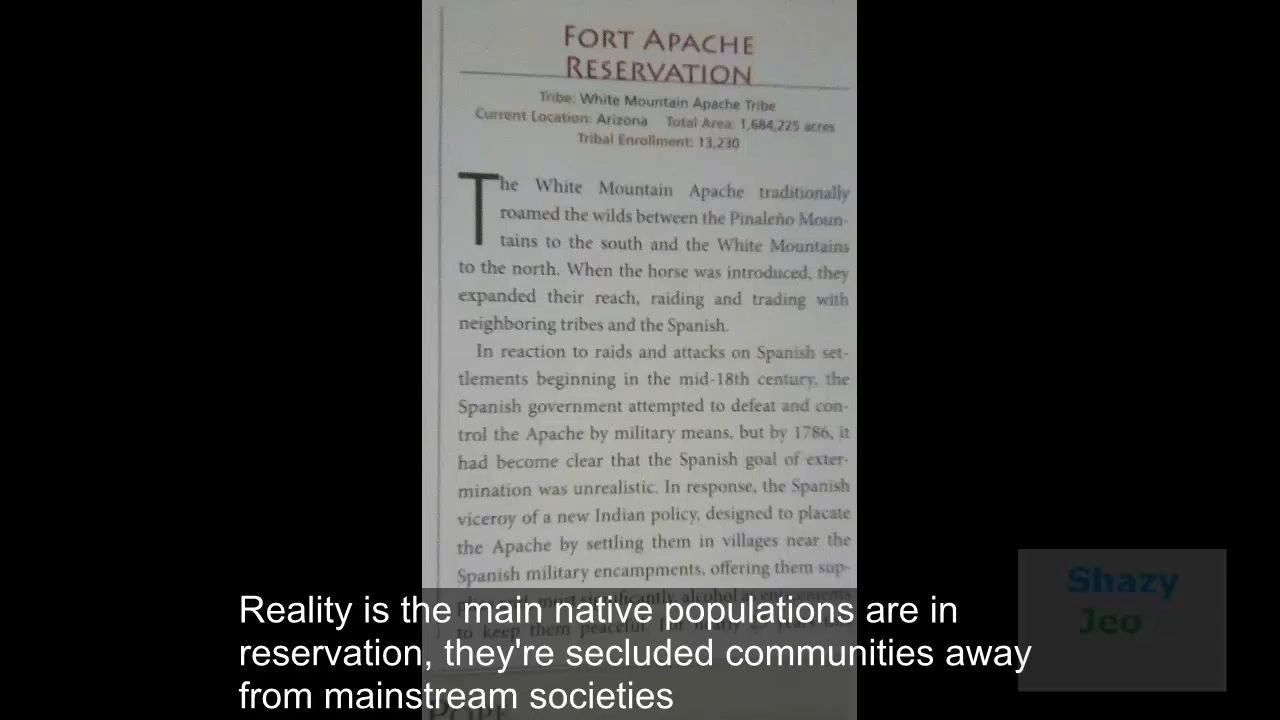 FORT APACHE
RESERVATION
Tribe: White Mountain Apache Tribe
Current Location: Arizona Total Area: 1,684,225 acres
Tribal Enrollment: 13,230
The White Mountain Apache traditionally
roamed the wilds between the Pinaleño Moun-
tains to the south and the White Mountains
to the north. When the horse was introduced, they
expanded their reach, raiding and trading with
neighboring tribes and the Spanish.
In reaction to raids and attacks on Spanish set-
tlements beginning in the mid-18th century, the
Spanish government attempted to defeat and con-
trol the Apache by military means, but by 1786, it
had become clear that the Spanish goal of exter-
mination was unrealistic. In response, the Spanish
viceroy of a new Indian policy, designed to placate
the Apache by settling them in villages near the
Spanish military encampments, offering them sup-
most significantly, alcohol
to keep them peaceful.
Reality is the main native populations are in
reservation, they're secluded communities away
from mainstream societies
Shazy
Jeo